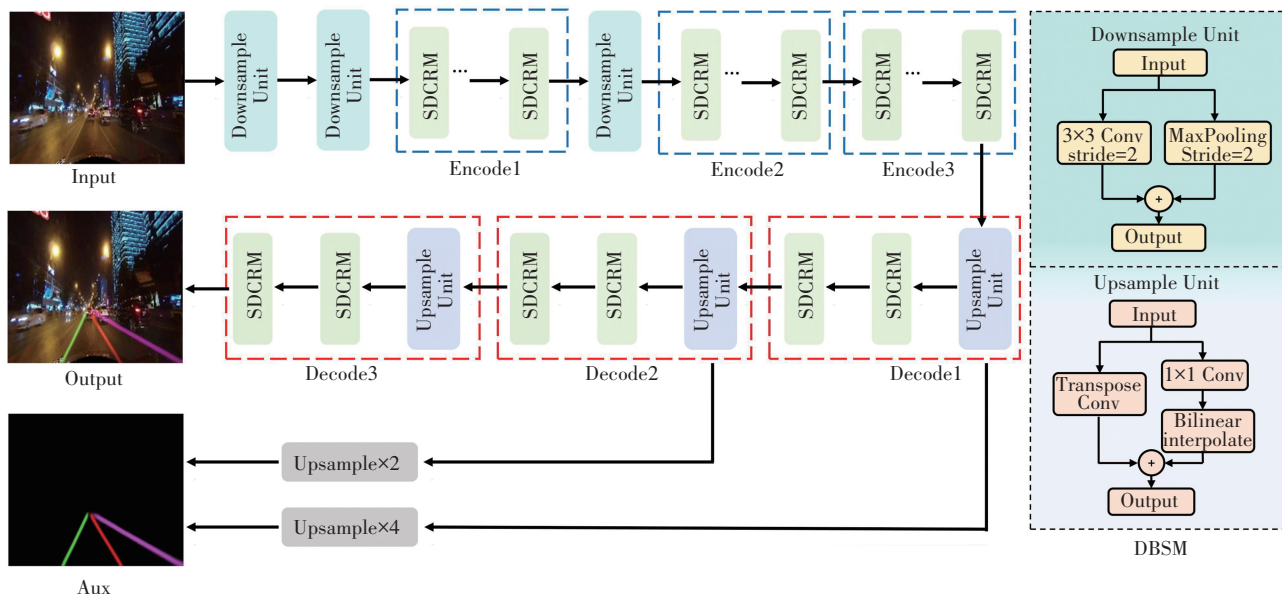 Downsample
Unit
Downsample
Unit
SDCRM
...
SDCRM
Downsample
Unit
SDCRM
...
SDCRM
SDCRM
...
SDCRM
Input
Encode1
Encode2
Encode3
SDCRM
SDCRM
Upsample
Unit
SDCRM
SDCRM
Upsample
Unit
SDCRM
SDCRM
Upsample
Unit
Output
Decode3
Decode2
Decode1
Upsample×2
Upsample×4
Aux
Downsample Unit
Input
3×3 Conv
stride=2
MaxPooling
Stride=2
+
Output
Upsample Unit
Input
Transpose
Conv
1×1 Conv
Bilinear
interpolate
+
Output
DBSM